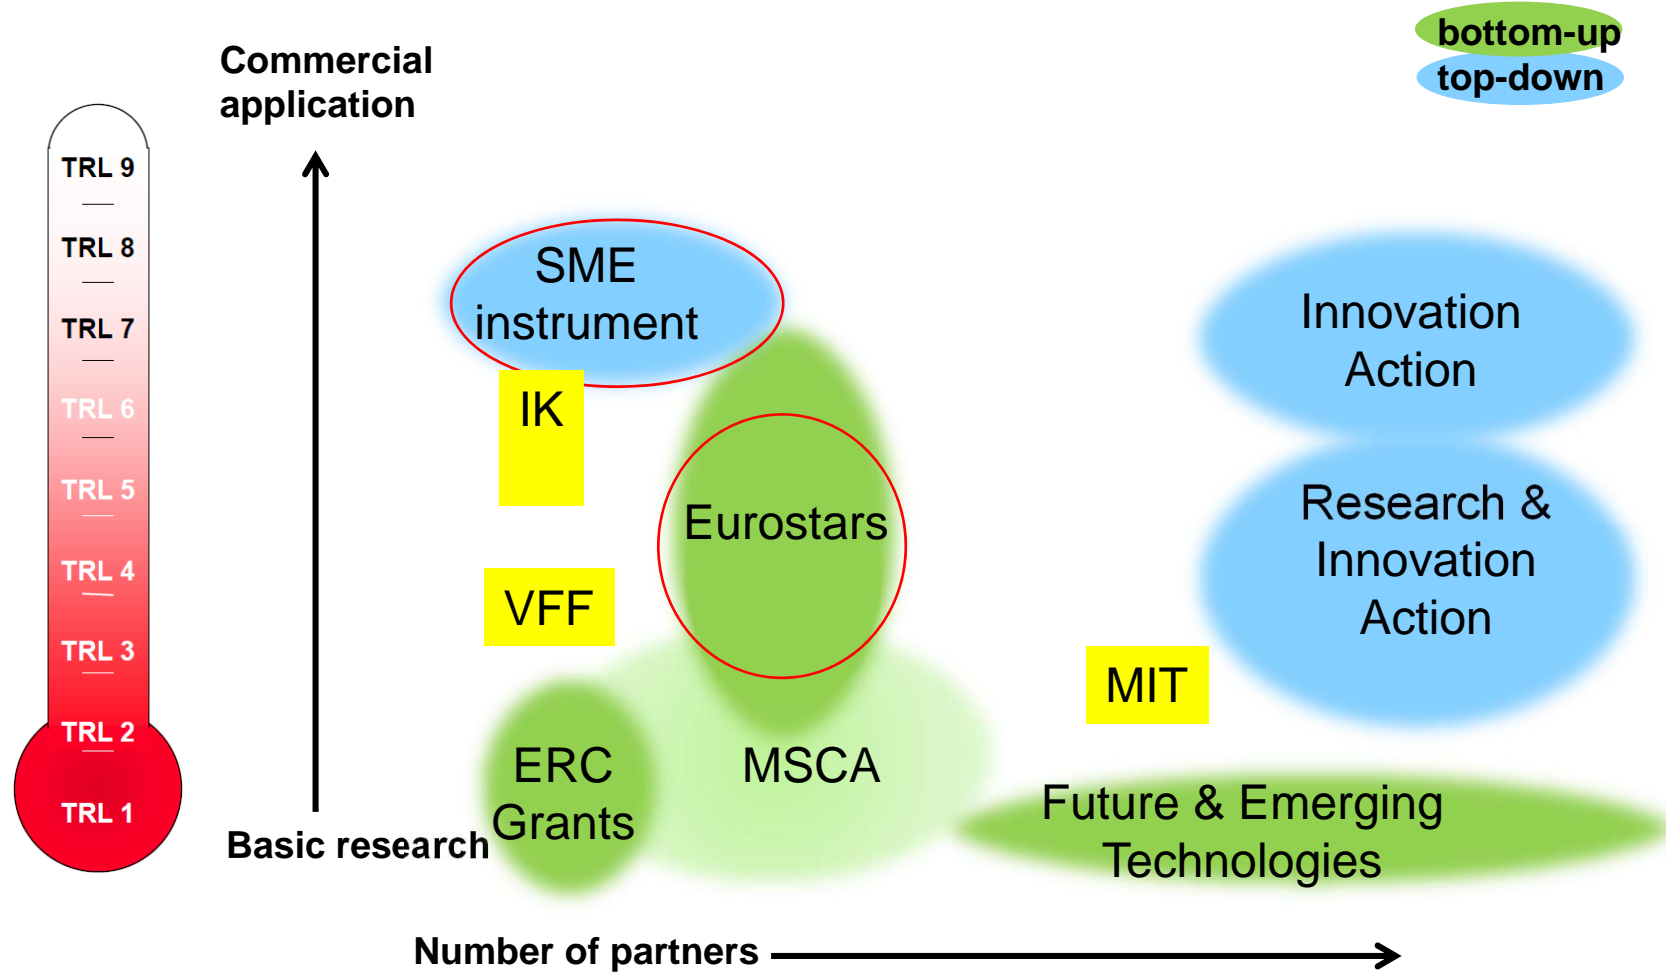 bottom-up
top-down
Commercial
application
TRL 9
TRL 8
TRL 7
TRL 6
TRL 5
TRL 4
TRL 3
TRL 2
TRL 1
SME
instrument
IK
Eurostars
VFF
ERC
Grants
MSCA
Innovation
Action
Research &
Innovation
Action
MIT
Future & Emerging
Technologies
Basic research
Number of partners